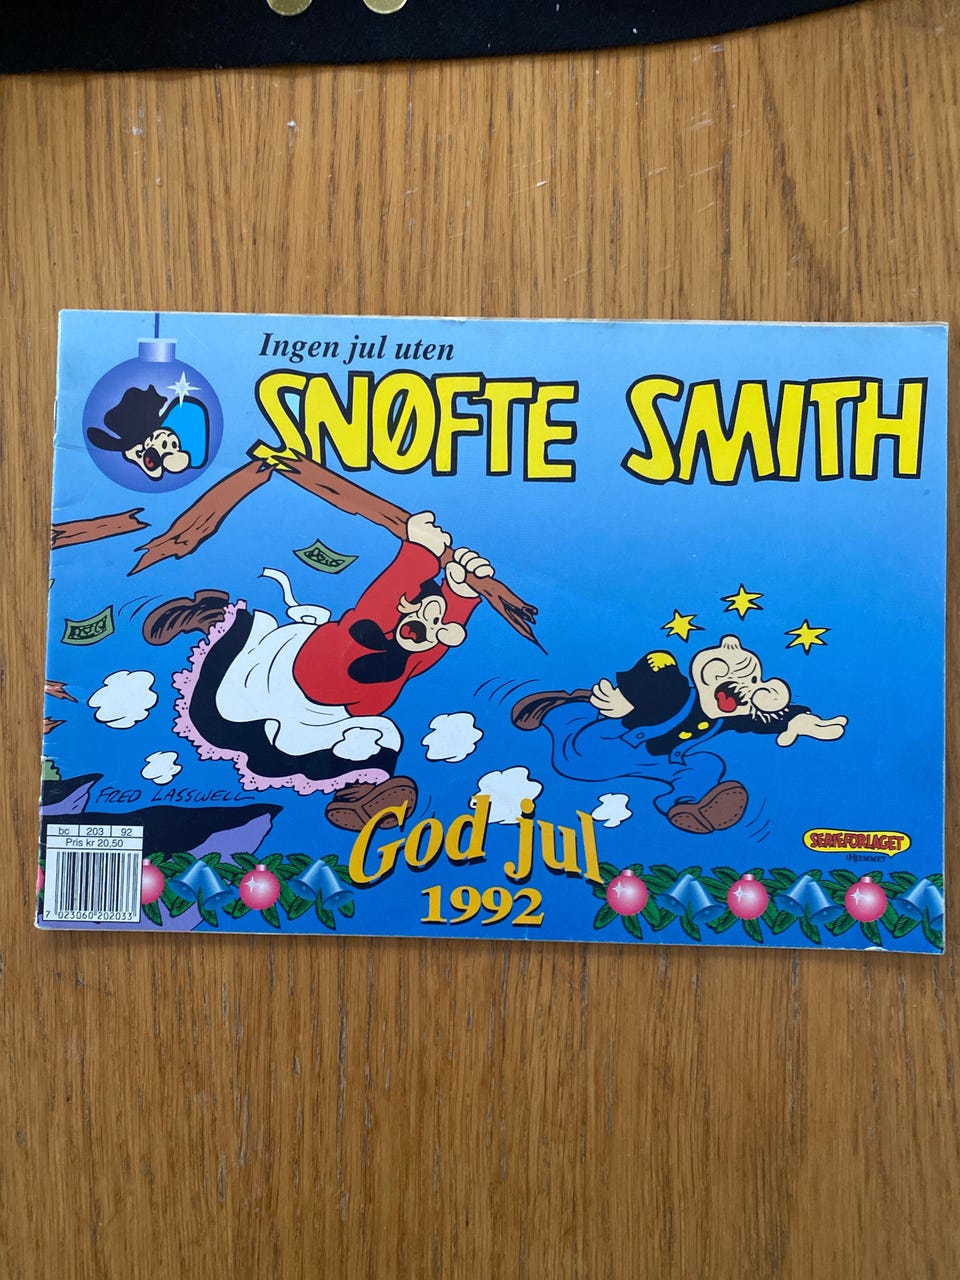 Ingen jul uten
SNØFTE SMITH
FRED LASSWELL
bc 203 92
Pris kr 20,50
7 023060 202033
God jul
1992
SERIEFORLAGET
HJEMMET